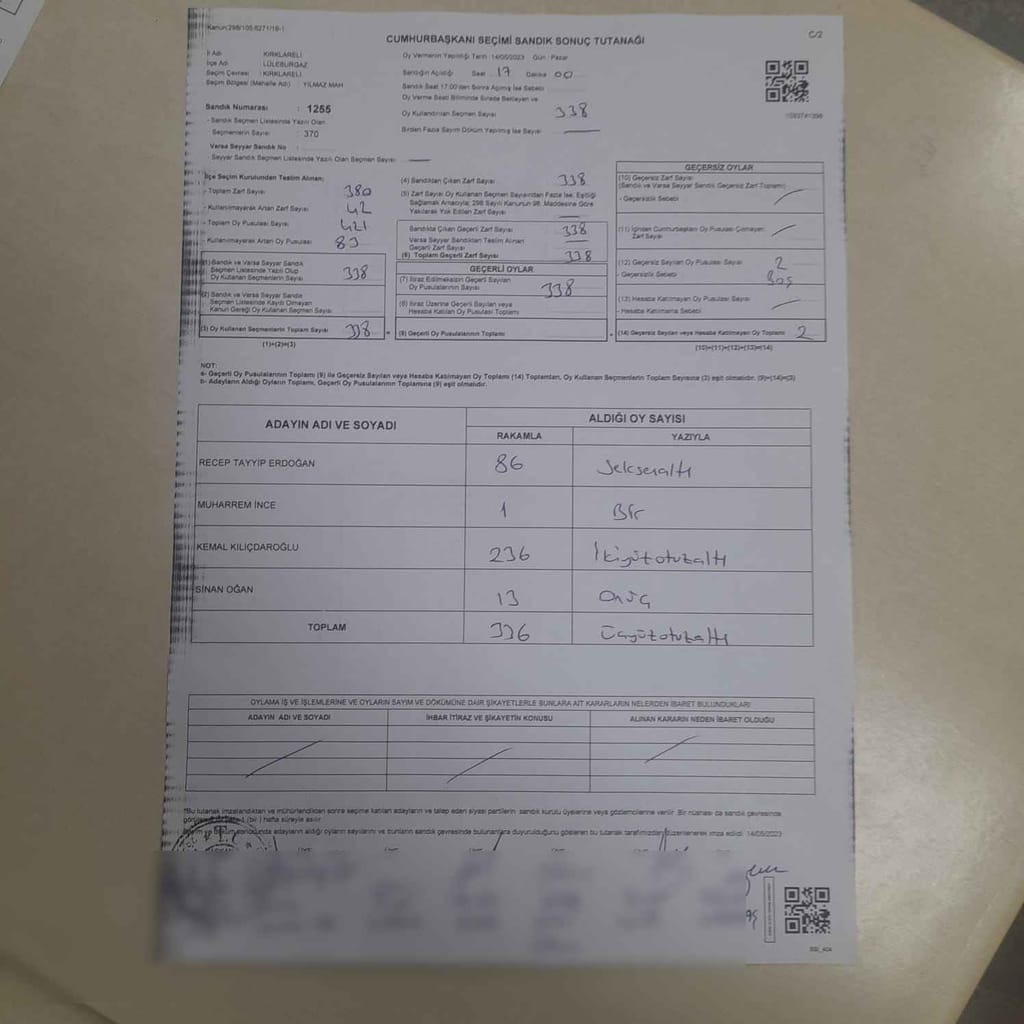 Kanun:298/105.6271/16-1
CUMHURBAŞKANI SEÇİMİ SANDIK SONUÇ TUTANAĞI
C/2
İl Adı : KIRKLARELİ
İlçe Adı : LÜLEBURGAZ
Seçim Çevresi : KIRKLARELİ
Seçim Bölgesi (Mahalle Adı) : YILMAZ MAH
Sandık Numarası : 1255
- Sandık Seçmen Listesinde Yazılı Olan
Seçmenlerin Sayısı : 370
Varsa Seyyar Sandık No :
Seyyar Sandık Seçmen Listesinde Yazılı Olan Seçmen Sayısı
Oy Vermenin Yapıldığı Tarih : 14/05/2023 Gün : Pazar
Sandığın Açıldığı Saat : 17 Dakika 00
Sandık Saat 17:00'den Sonra Açılmış İse Sebebi
Oy Verme Saati Bitiminde Sırada Bekleyen ve
Oy Kullandırılan Seçmen Sayısı 338
Birden Fazla Sayım Döküm Yapılmış İse Sayısı
İlçe Seçim Kurulundan Teslim Alınan;
- Toplam Zarf Sayısı 380
- Kullanılmayarak Artan Zarf Sayısı 42
- Toplam Oy Pusulası Sayısı 421
- Kullanılmayarak Artan Oy Pusulası 83
(1) Sandık ve Varsa Seyyar Sandık
Seçmen Listesinde Yazılı Olup
Oy Kullanan Seçmenlerin Sayısı 338
(2) Sandık ve Varsa Seyyar Sandık
Seçmen Listesinde Kaydı Olmayan
Kanun Gereği Oy Kullanan Seçmen Sayısı
(3) Oy Kullanan Seçmenlerin Toplam Sayısı 338
(1)+(2)=(3)
(4) Sandıktan Çıkan Zarf Sayısı 338
(5) Zarf Sayısı Oy Kullanan Seçmen Sayısından Fazla İse, Eşitliği
Sağlamak Amacıyla; 298 Sayılı Kanunun 98. Maddesine Göre
Yakılarak Yok Edilen Zarf Sayısı
Sandıkta Çıkan Geçerli Zarf Sayısı 338
Varsa Seyyar Sandıktan Teslim Alınan
Geçerli Zarf Sayısı
(6) Toplam Geçerli Zarf Sayısı 338
GEÇERLİ OYLAR
(7) İtiraz Edilmeksizin Geçerli Sayılan
Oy Pusulalarının Sayısı 338
(8) İtiraz Üzerine Geçerli Sayılan veya
Hesaba Katılan Oy Pusulası Toplamı
(9) Geçerli Oy Pusulalarının Toplamı
GEÇERSİZ OYLAR
(10) Geçersiz Zarf Sayısı
(Sandık ve Varsa Seyyar Sandık Geçersiz Zarf Toplamı)
- Geçersizlik Sebebi
(11) İçinden Cumhurbaşkanı Oy Pusulası Çıkmayan
Zarf Sayısı
(12) Geçersiz Sayılan Oy Pusulası Sayısı 2
- Geçersizlik Sebebi Boş
(13) Hesaba Katılmayan Oy Pusulası Sayısı
- Hesaba Katılmama Sebebi
(14) Geçersiz Sayılan veya Hesaba Katılmayan Oy Toplamı 2
(10)+(11)+(12)+(13)=(14)
NOT:
a- Geçerli Oy Pusulalarının Toplamı (9) ile Geçersiz Sayılan veya Hesaba Katılmayan Oy Toplamı (14) Toplamları, Oy Kullanan Seçmenlerin Toplam Sayısına (3) eşit olmalıdır. (9)+(14)=(3)
b- Adayların Aldığı Oyların Toplamı, Geçerli Oy Pusulalarının Toplamına (9) eşit olmalıdır.
ADAYIN ADI VE SOYADI
ALDIĞI OY SAYISI
RAKAMLA YAZIYLA
RECEP TAYYİP ERDOĞAN 86 Seksenaltı
MUHARREM İNCE 1 Bir
KEMAL KILIÇDAROĞLU 236 İkiyüzotuzaltı
SİNAN OĞAN 13 Onüç
TOPLAM 336 Üçyüzotuzaltı
OYLAMA İŞ VE İŞLEMLERİNE VE OYLARIN SAYIM VE DÖKÜMÜNE DAİR ŞİKAYETLERLE BUNLARA AİT KARARLARIN NELERDEN İBARET BULUNDUKLARI
ADAYIN ADI VE SOYADI İHBAR İTİRAZ VE ŞİKAYETİN KONUSU ALINAN KARARIN NEDEN İBARET OLDUĞU
*Bu tutanak imzalandıktan ve mühürlendikten sonra seçime katılan adayların ve talep eden siyasi partilerin sandık kurulu üyelerine veya gözlemcilerine verilir. Bir nüshası da sandık çevresinde
(bir) hafta süreyle asılır.
Sayım ve döküm sonucunda adayların aldığı oyların sayılarını ve bunların sandık çevresinde bulunanlara duyurulduğunu gösteren bu tutanak tarafımızdan düzenlenerek imza edildi. 14/05/2023